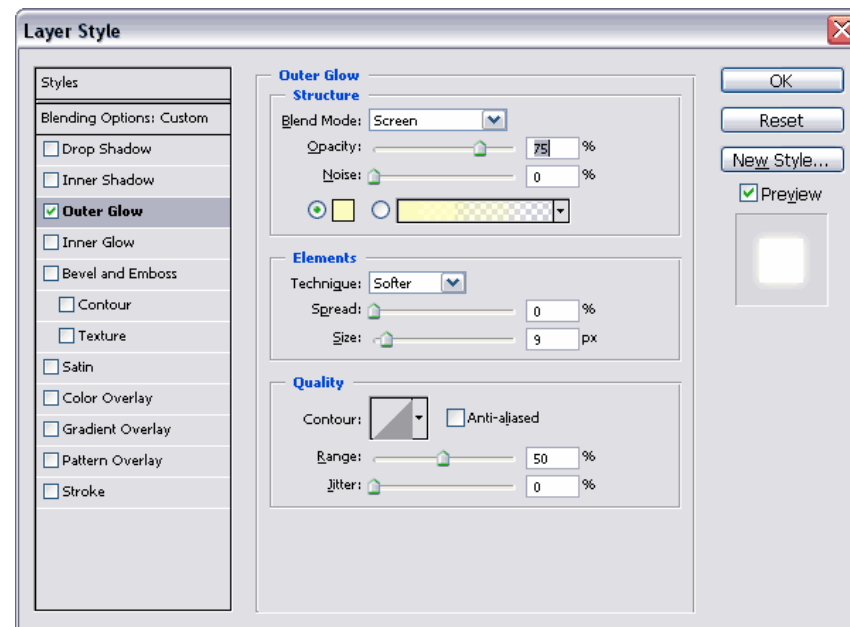 Layer Style
Styles
Blending Options: Custom
Drop Shadow
Inner Shadow
Outer Glow
Inner Glow
Bevel and Emboss
Contour
Texture
Satin
Color Overlay
Gradient Overlay
Pattern Overlay
Stroke
Outer Glow
Structure
Blend Mode: Screen
Opacity: 75 %
Noise: 0 %
Elements
Technique: Softer
Spread: 0 %
Size: 9 px
Quality
Contour: Anti-aliased
Range: 50 %
Jitter: 0 %
OK
Reset
New Style...
Preview